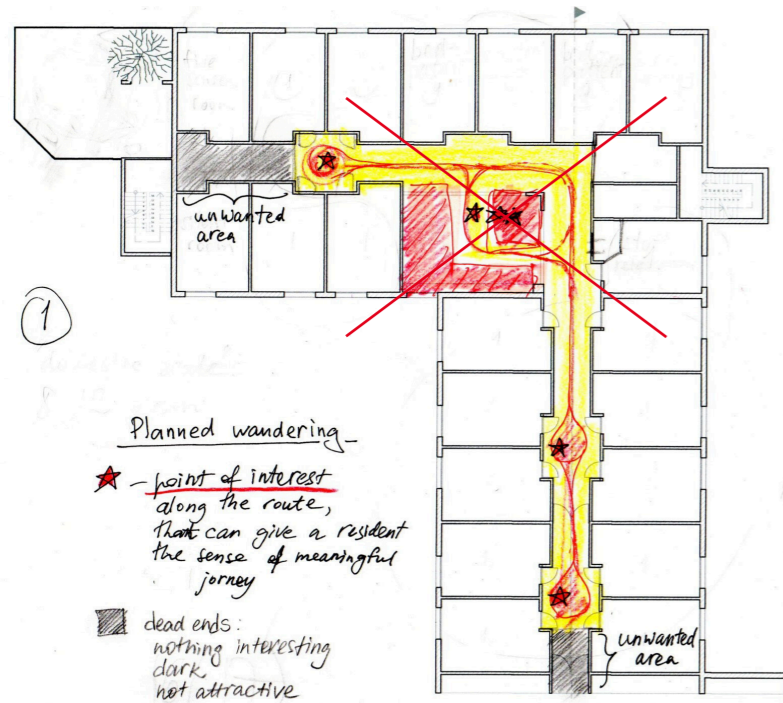 unwanted
area
1
Planned wandering
- point of interest
along the route,
that can give a resident
the sense of meaningful
jorney
dead ends:
nothing interesting
dark
not attractive
unwanted
area